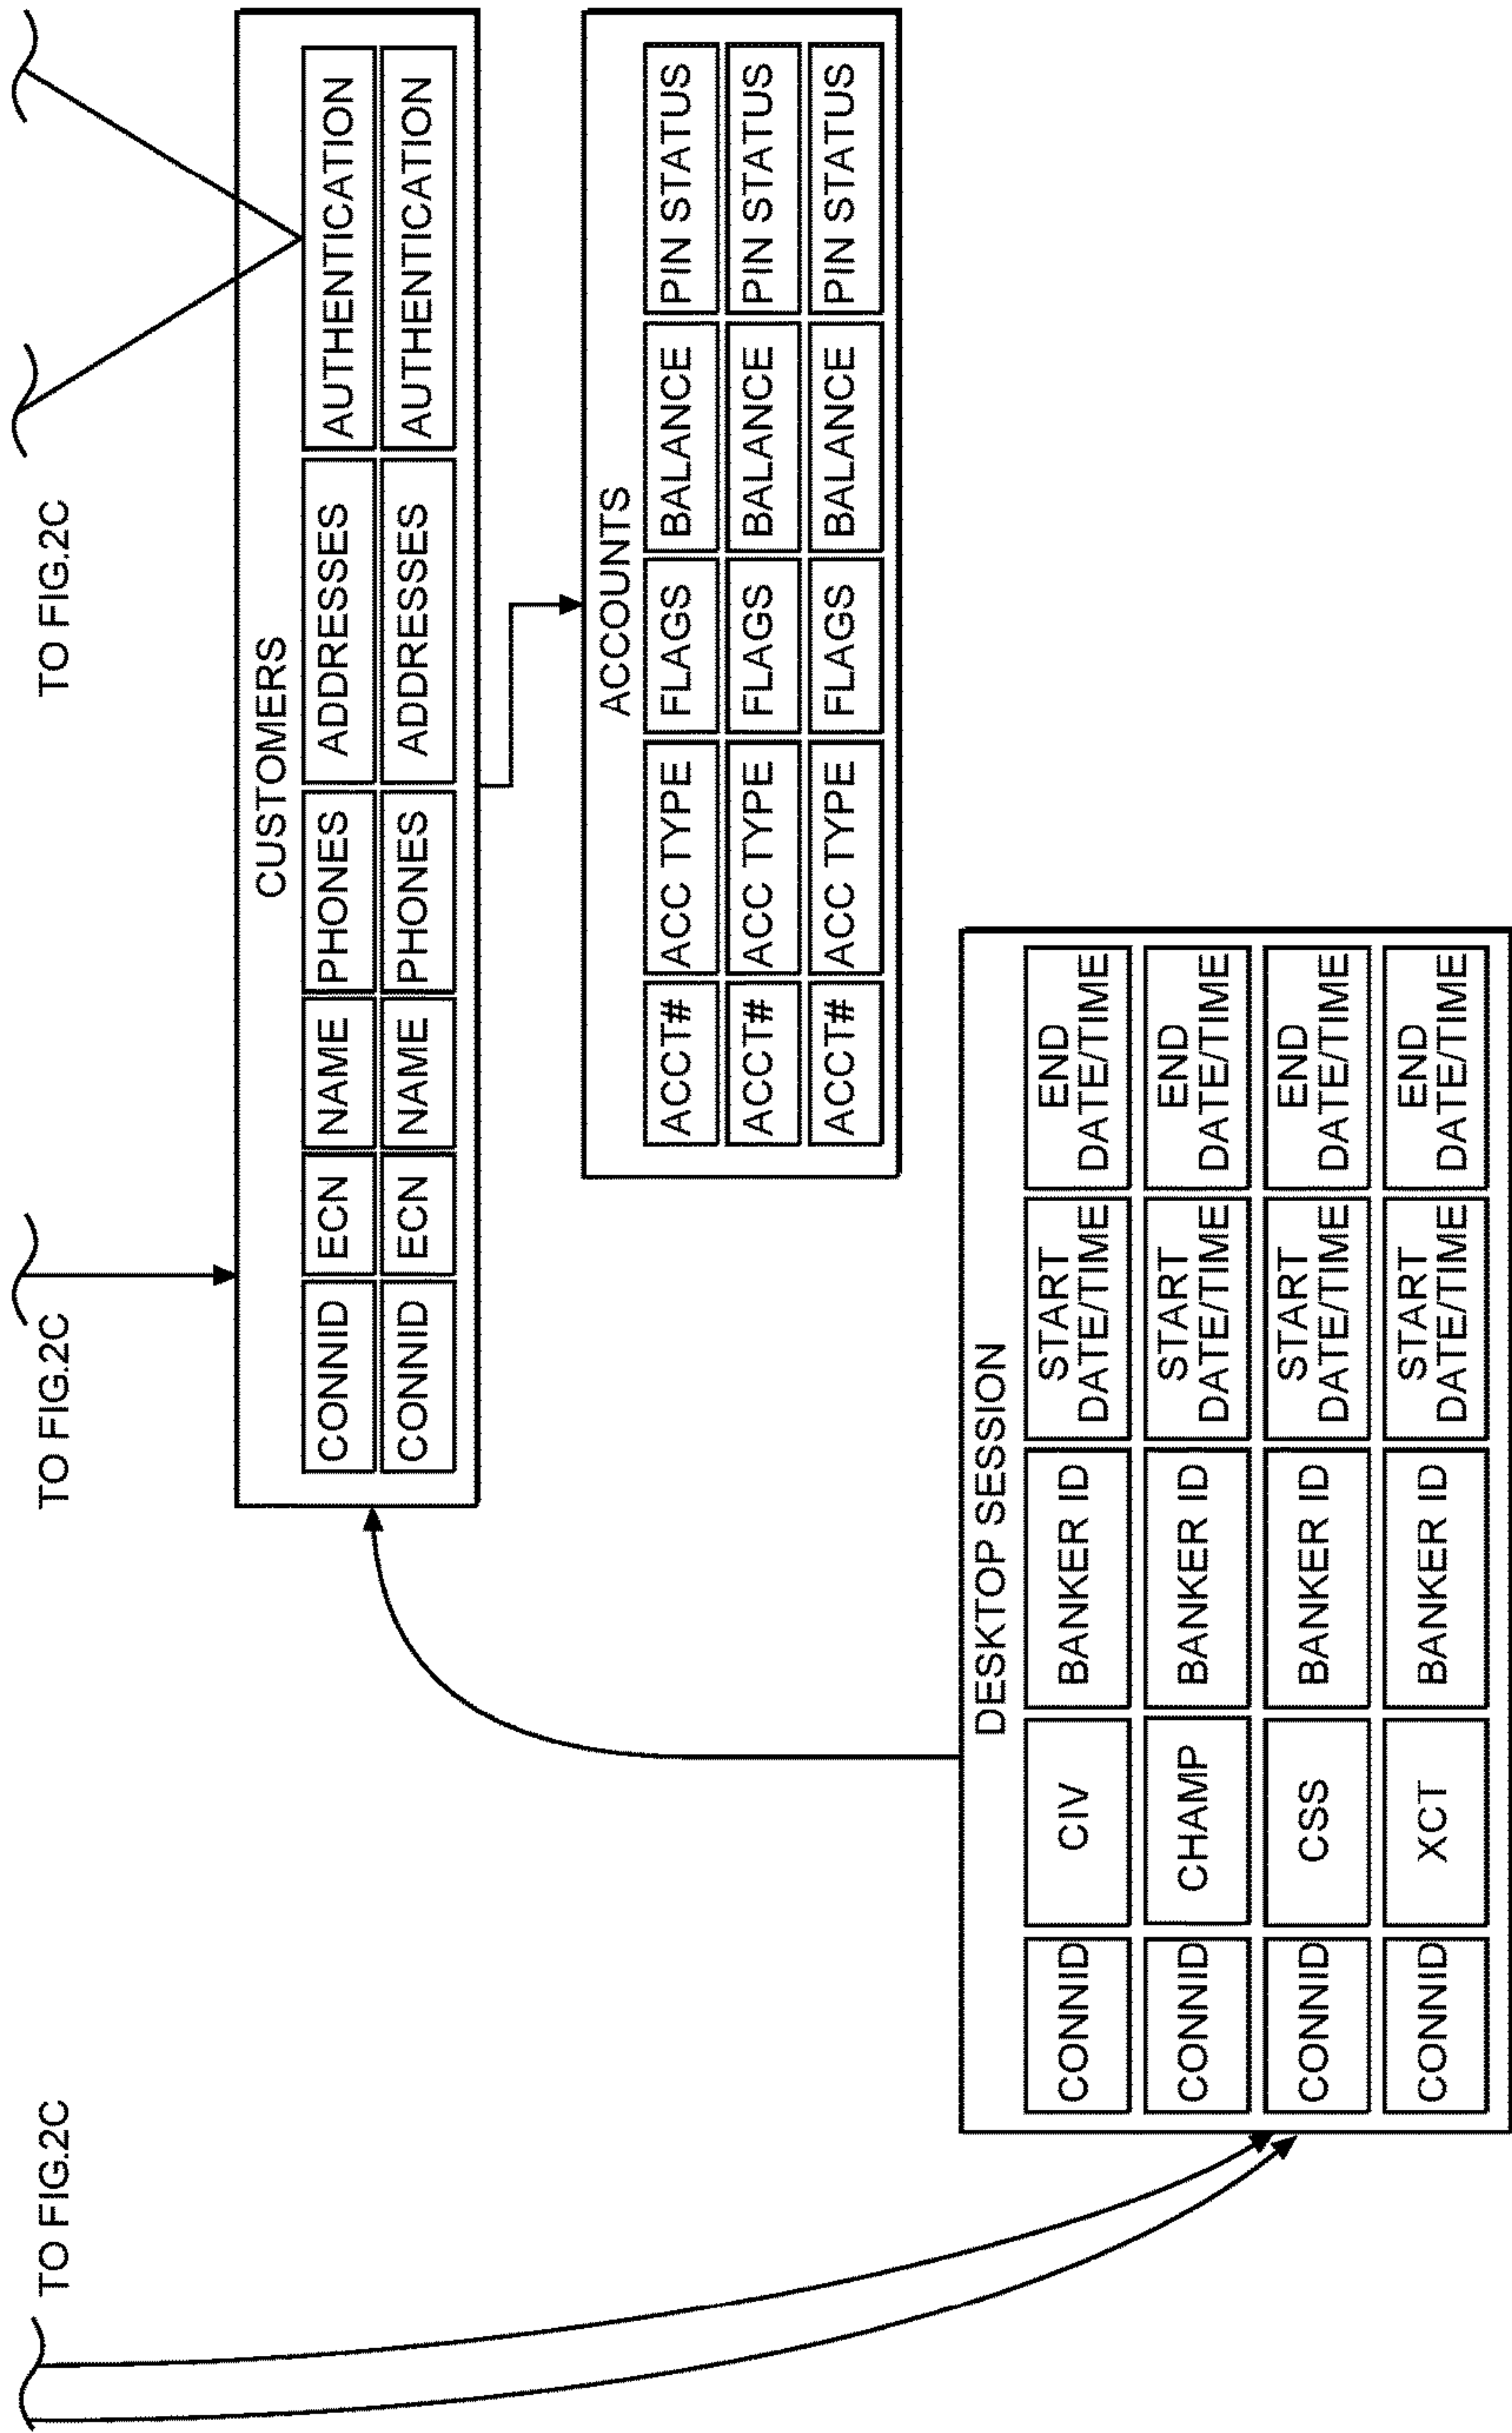 TO FIG.2C
TO FIG.2C
TO FIG.2C
CUSTOMERS
CONNID ECN NAME PHONES ADDRESSES AUTHENTICATION
CONNID ECN NAME PHONES ADDRESSES AUTHENTICATION
ACCOUNTS
ACCT# ACC TYPE FLAGS BALANCE PIN STATUS
ACCT# ACC TYPE FLAGS BALANCE PIN STATUS
ACCT# ACC TYPE FLAGS BALANCE PIN STATUS
DESKTOP SESSION
CONNID CIV BANKER ID START DATE/TIME END DATE/TIME
CONNID CHAMP BANKER ID START DATE/TIME END DATE/TIME
CONNID CSS BANKER ID START DATE/TIME END DATE/TIME
CONNID XCT BANKER ID START DATE/TIME END DATE/TIME